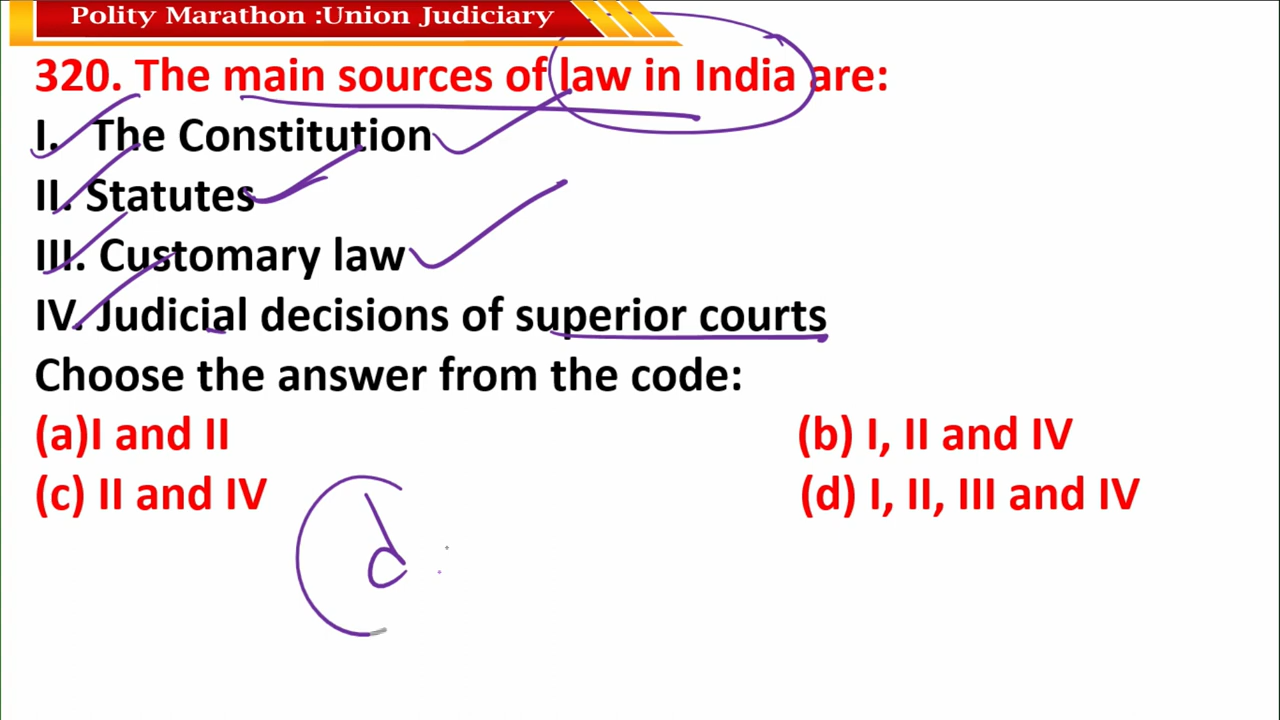 Polity Marathon :Union Judiciary
320. The main sources of law in India are:
I. The Constitution
II. Statutes
III. Customary law
IV. Judicial decisions of superior courts
Choose the answer from the code:
(a)I and II (b) I, II and IV
(c) II and IV (d) I, II, III and IV
(d